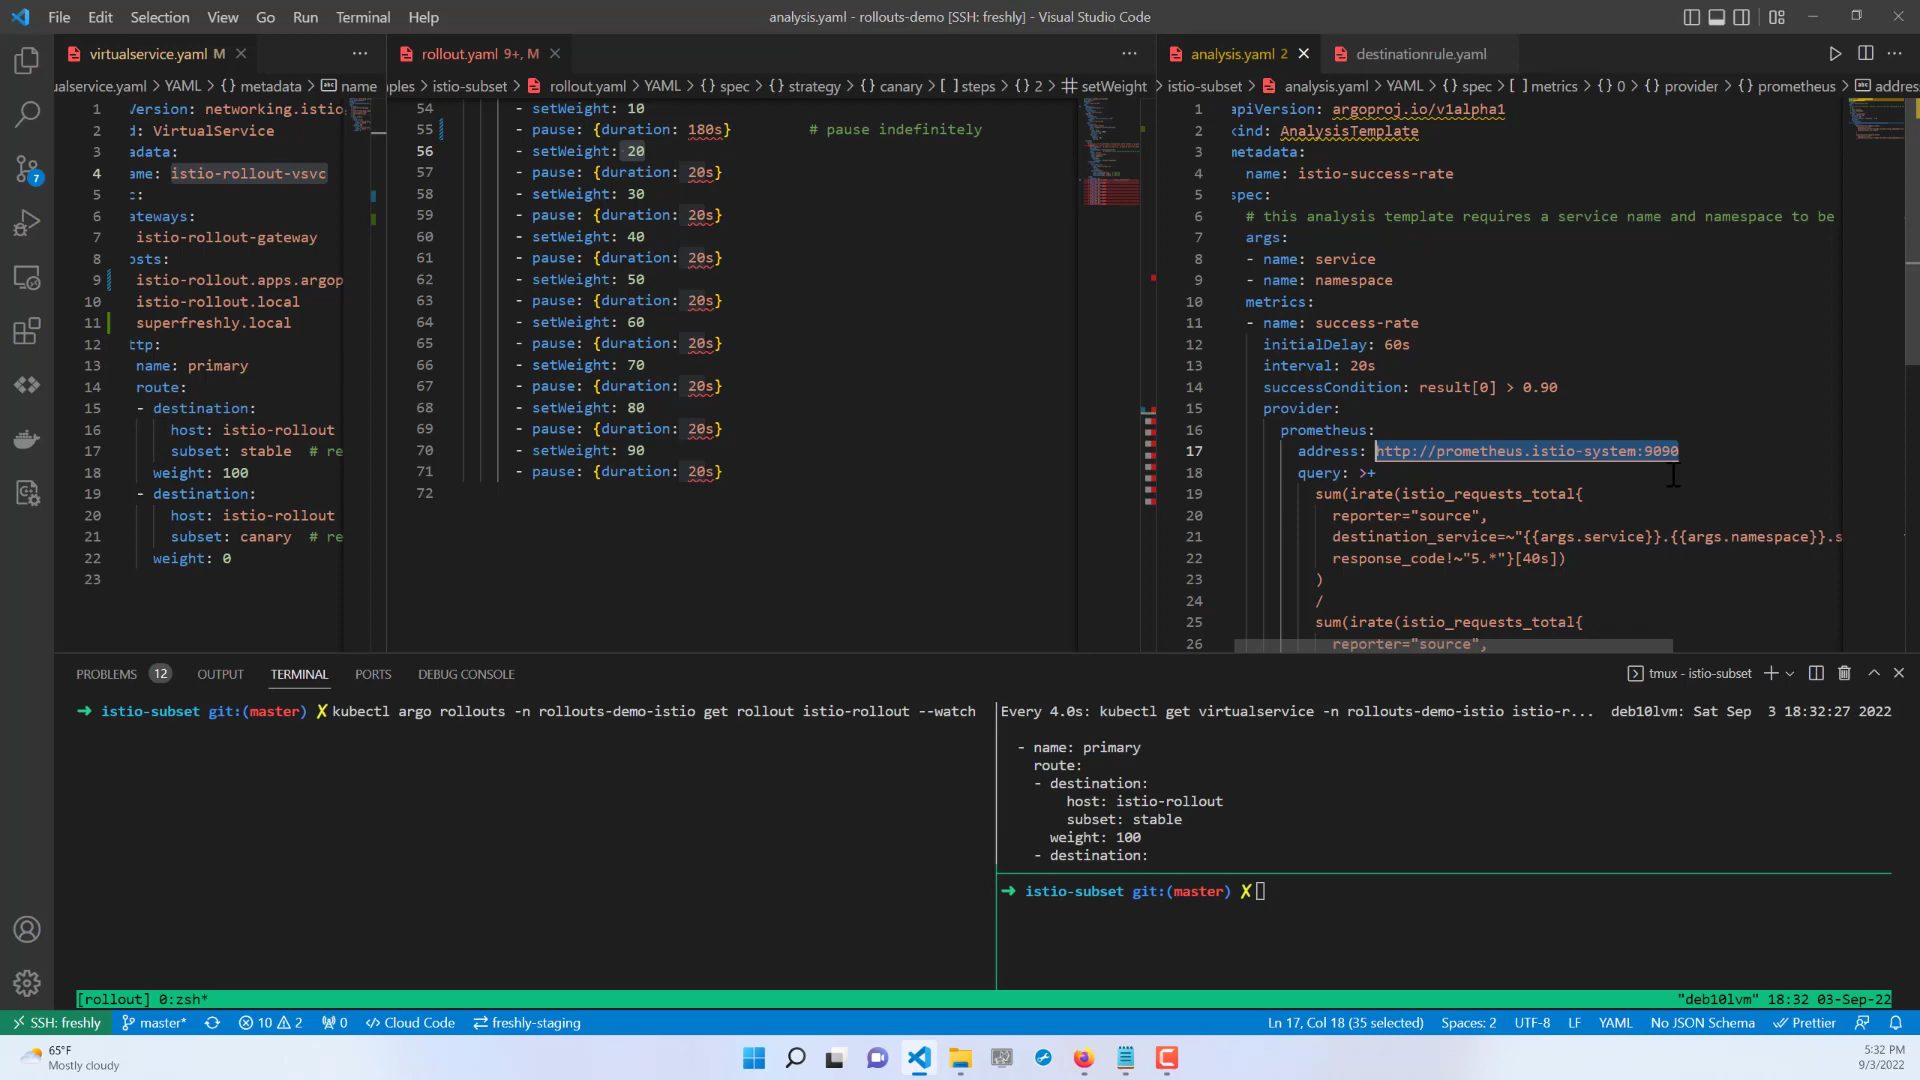 File Edit Selection View Go Run Terminal Help
analysis.yaml - rollouts-demo [SSH: freshly] - Visual Studio Code
virtualservice.yaml M
ualservice.yaml > YAML > {} metadata > name
1 Version: networking.istio
2 d: VirtualService
3 adata:
4 ame: istio-rollout-vsvc
5 c:
6 ateways:
7 istio-rollout-gateway
8 osts:
9 istio-rollout.apps.argop
10 istio-rollout.local
11 superfreshly.local
12 ttp:
13 name: primary
14 route:
15 - destination:
16 host: istio-rollout
17 subset: stable # re
18 weight: 100
19 - destination:
20 host: istio-rollout
21 subset: canary # re
22 weight: 0
23
rollout.yaml 9+, M
ples > istio-subset > rollout.yaml > YAML > {} spec > {} strategy > {} canary > [ ] steps > {} 2 > setWeight
54 - setWeight: 10
55 - pause: {duration: 180s} # pause indefinitely
56 - setWeight: 20
57 - pause: {duration: 20s}
58 - setWeight: 30
59 - pause: {duration: 20s}
60 - setWeight: 40
61 - pause: {duration: 20s}
62 - setWeight: 50
63 - pause: {duration: 20s}
64 - setWeight: 60
65 - pause: {duration: 20s}
66 - setWeight: 70
67 - pause: {duration: 20s}
68 - setWeight: 80
69 - pause: {duration: 20s}
70 - setWeight: 90
71 - pause: {duration: 20s}
72
analysis.yaml 2
destinationrule.yaml
> istio-subset > analysis.yaml > YAML > {} spec > [ ] metrics > {} 0 > {} provider > {} prometheus > addres
1 apiVersion: argoproj.io/v1alpha1
2 kind: AnalysisTemplate
3 metadata:
4 name: istio-success-rate
5 spec:
6 # this analysis template requires a service name and namespace to be
7 args:
8 - name: service
9 - name: namespace
10 metrics:
11 - name: success-rate
12 initialDelay: 60s
13 interval: 20s
14 successCondition: result[0] > 0.90
15 provider:
16 prometheus:
17 address: http://prometheus.istio-system:9090
18 query: >+
19 sum(irate(istio_requests_total{
20 reporter="source",
21 destination_service=~"{{args.service}}.{{args.namespace}}.s
22 response_code!~"5.*"}[40s])
23 )
24 /
25 sum(irate(istio_requests_total{
26 reporter="source",
PROBLEMS 12 OUTPUT TERMINAL PORTS DEBUG CONSOLE
tmux - istio-subset
➜ istio-subset git:(master) ✗ kubectl argo rollouts -n rollouts-demo-istio get rollout istio-rollout --watch
Every 4.0s: kubectl get virtualservice -n rollouts-demo-istio istio-r... deb10lvm: Sat Sep 3 18:32:27 2022
- name: primary
route:
- destination:
host: istio-rollout
subset: stable
weight: 100
- destination:
➜ istio-subset git:(master) ✗
[rollout] 0:zsh*
"deb10lvm" 18:32 03-Sep-22
SSH: freshly master* 10 2 0 Cloud Code freshly-staging
Ln 17, Col 18 (35 selected) Spaces: 2 UTF-8 LF YAML No JSON Schema Prettier
7
65°F
Mostly cloudy
5:32 PM
9/3/2022